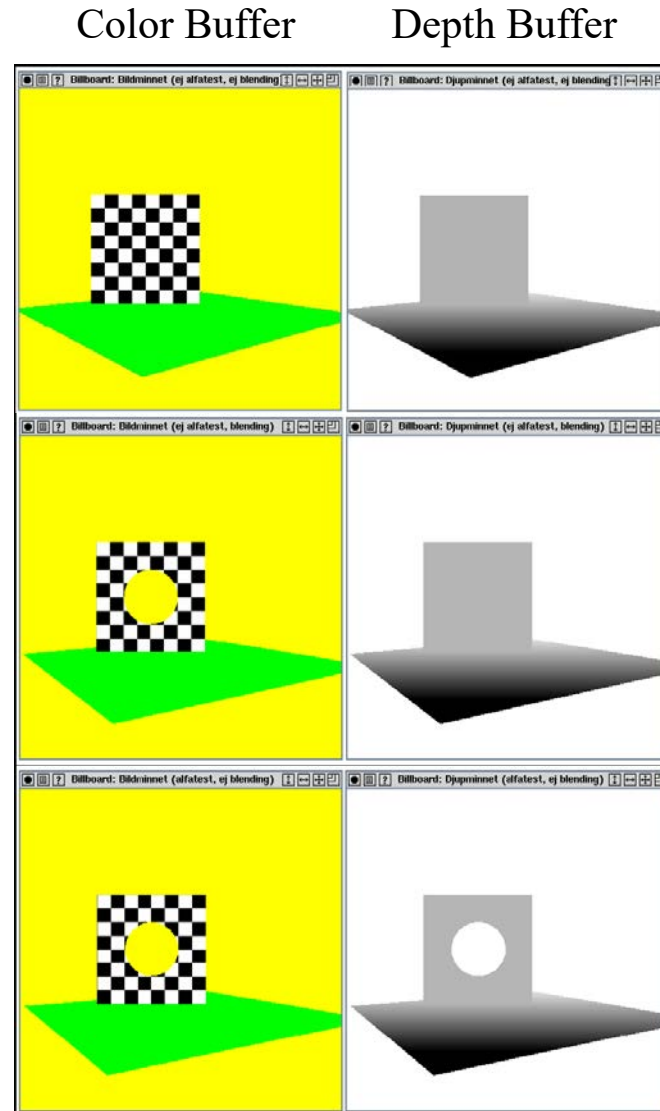 Color Buffer Depth Buffer
Billboard: Bildminnet (ej alfatest, ej blending Billboard: Djupminnet (ej alfatest, ej blending
Billboard: Bildminnet (ej alfatest, blending) Billboard: Djupminnet (ej alfatest, blending)
Billboard: Bildminnet (alfatest, ej blending) Billboard: Djupminnet (alfatest, ej blending)